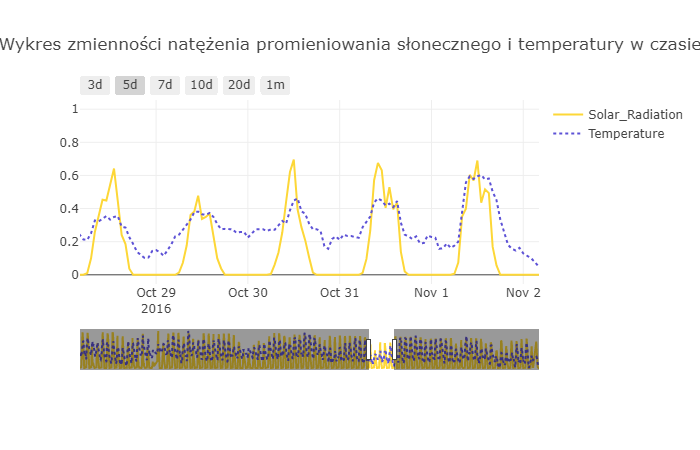 Wykres zmienności natężenia promieniowania słonecznego i temperatury w czasie
3d 5d 7d 10d 20d 1m
Solar_Radiation
Temperature
1
0.8
0.6
0.4
0.2
0
Oct 29 Oct 30 Oct 31 Nov 1 Nov 2
2016